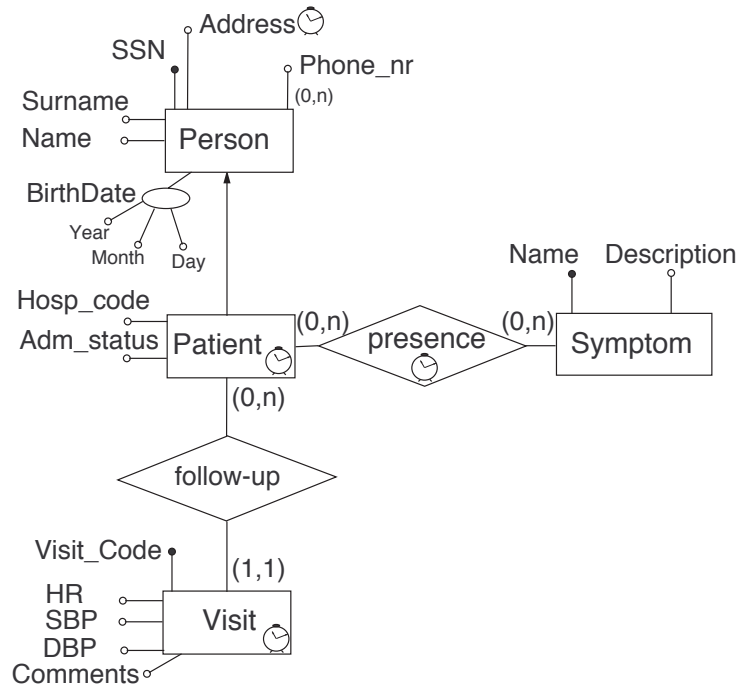 Address
SSN
Phone_nr
(0,n)
Surname
Name
Person
BirthDate
Year
Month
Day
Name
Description
Hosp_code
Adm_status
Patient
(0,n)
presence
(0,n)
Symptom
(0,n)
follow-up
Visit_Code
(1,1)
HR
SBP
DBP
Visit
Comments